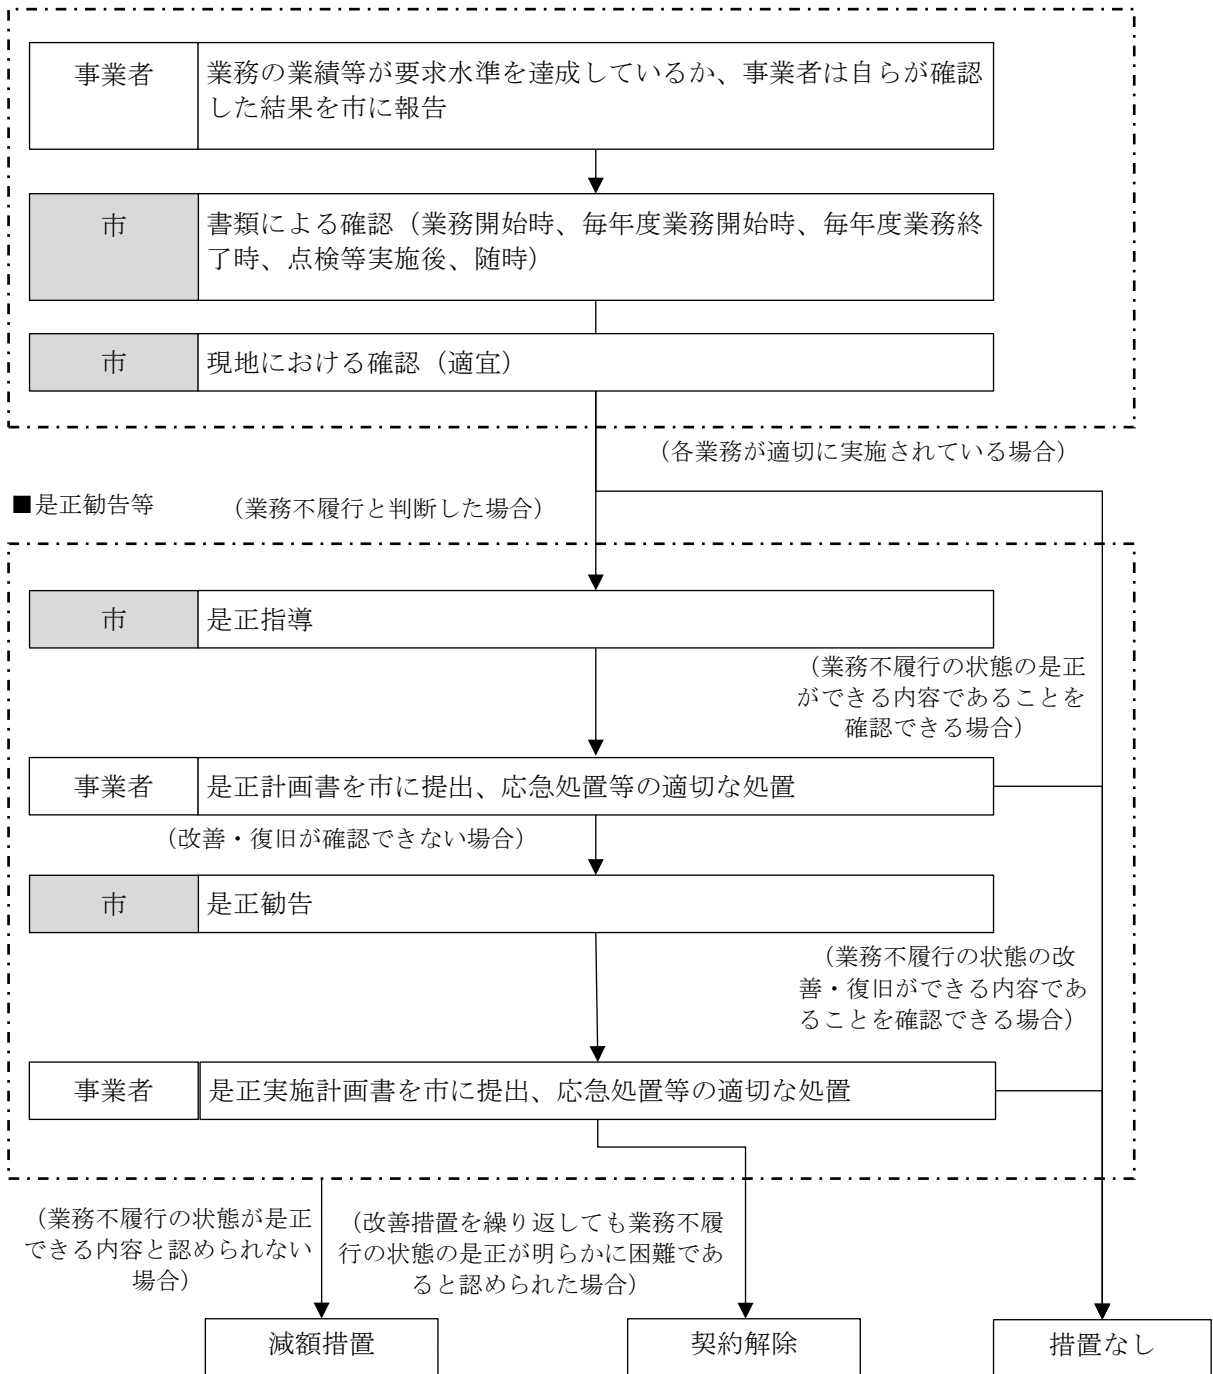 事業者
業務の業績等が要求水準を達成しているか、事業者は自らが確認
した結果を市に報告
市
書類による確認（業務開始時、毎年度業務開始時、毎年度業務終
了時、点検等実施後、随時）
市
現地における確認（適宜）
（各業務が適切に実施されている場合）
■是正勧告等
（業務不履行と判断した場合）
市
是正指導
（業務不履行の状態の是正
ができる内容であることを
確認できる場合）
事業者
是正計画書を市に提出、応急処置等の適切な処置
（改善・復旧が確認できない場合）
市
是正勧告
（業務不履行の状態の改
善・復旧ができる内容であ
ることを確認できる場合）
事業者
是正実施計画書を市に提出、応急処置等の適切な処置
（業務不履行の状態が是正
できる内容と認められない
場合）
（改善措置を繰り返しても業務不履
行の状態の是正が明らかに困難であ
ると認められた場合）
減額措置
契約解除
措置なし